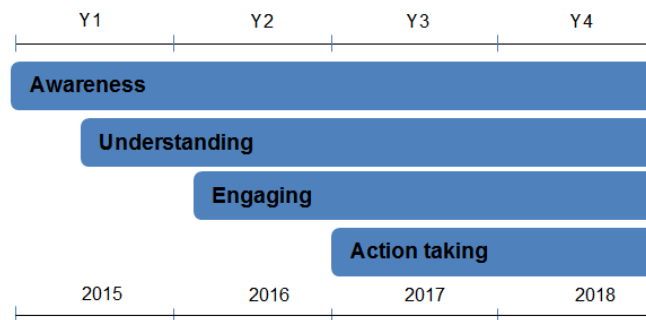 Y1 Y2 Y3 Y4
Awareness
Understanding
Engaging
Action taking
2015 2016 2017 2018